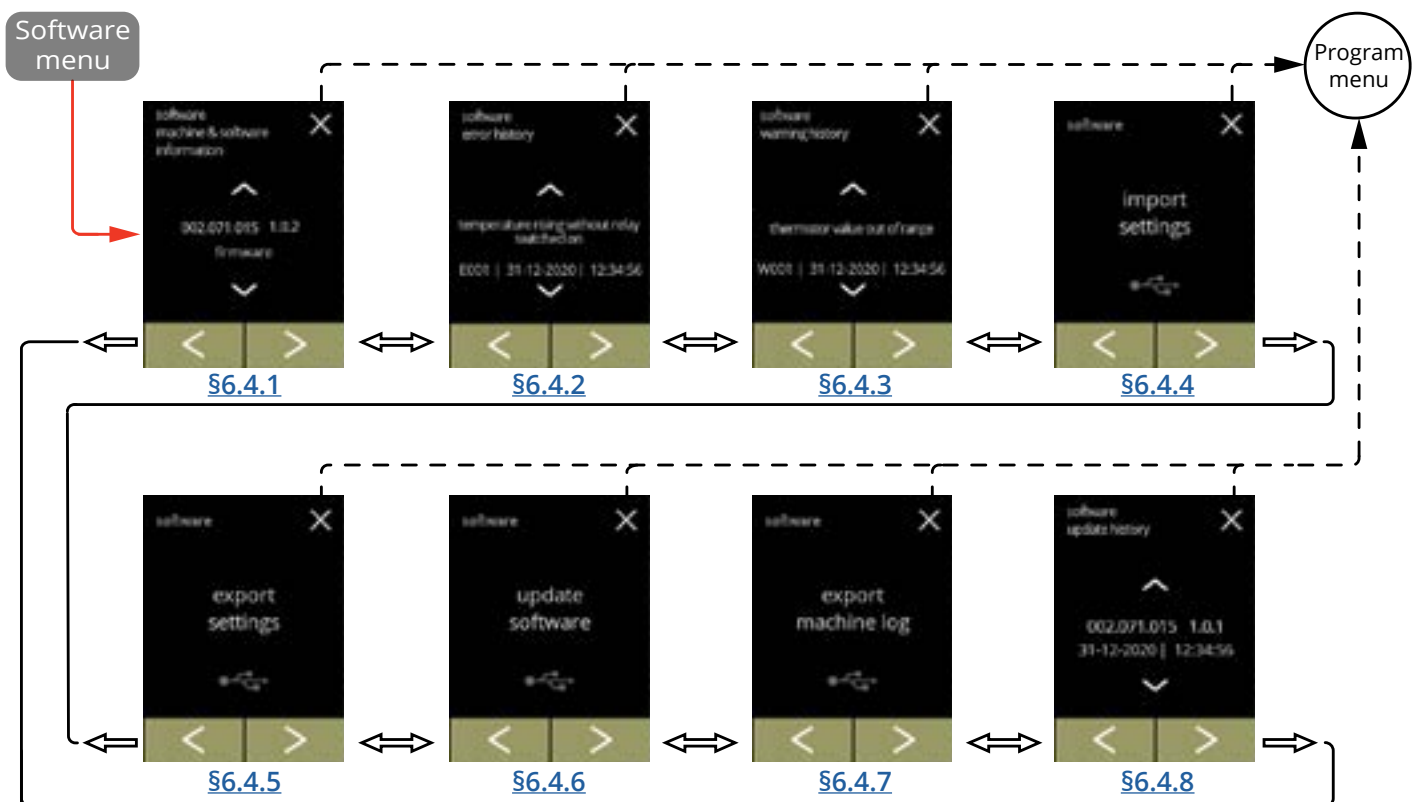 Software
menu
Program
menu
software
machine & software
information
002.071.015 1.0.2
firmware
§6.4.1
software
error history
temperature rising without relay
switched on
E001 | 31-12-2020 | 12:34:56
§6.4.2
software
warning history
thermistor value out of range
W001 | 31-12-2020 | 12:34:56
§6.4.3
software
import
settings
§6.4.4
software
export
settings
§6.4.5
software
update
software
§6.4.6
software
export
machine log
§6.4.7
software
update history
002.071.015 1.0.1
31-12-2020 | 12:34:56
§6.4.8